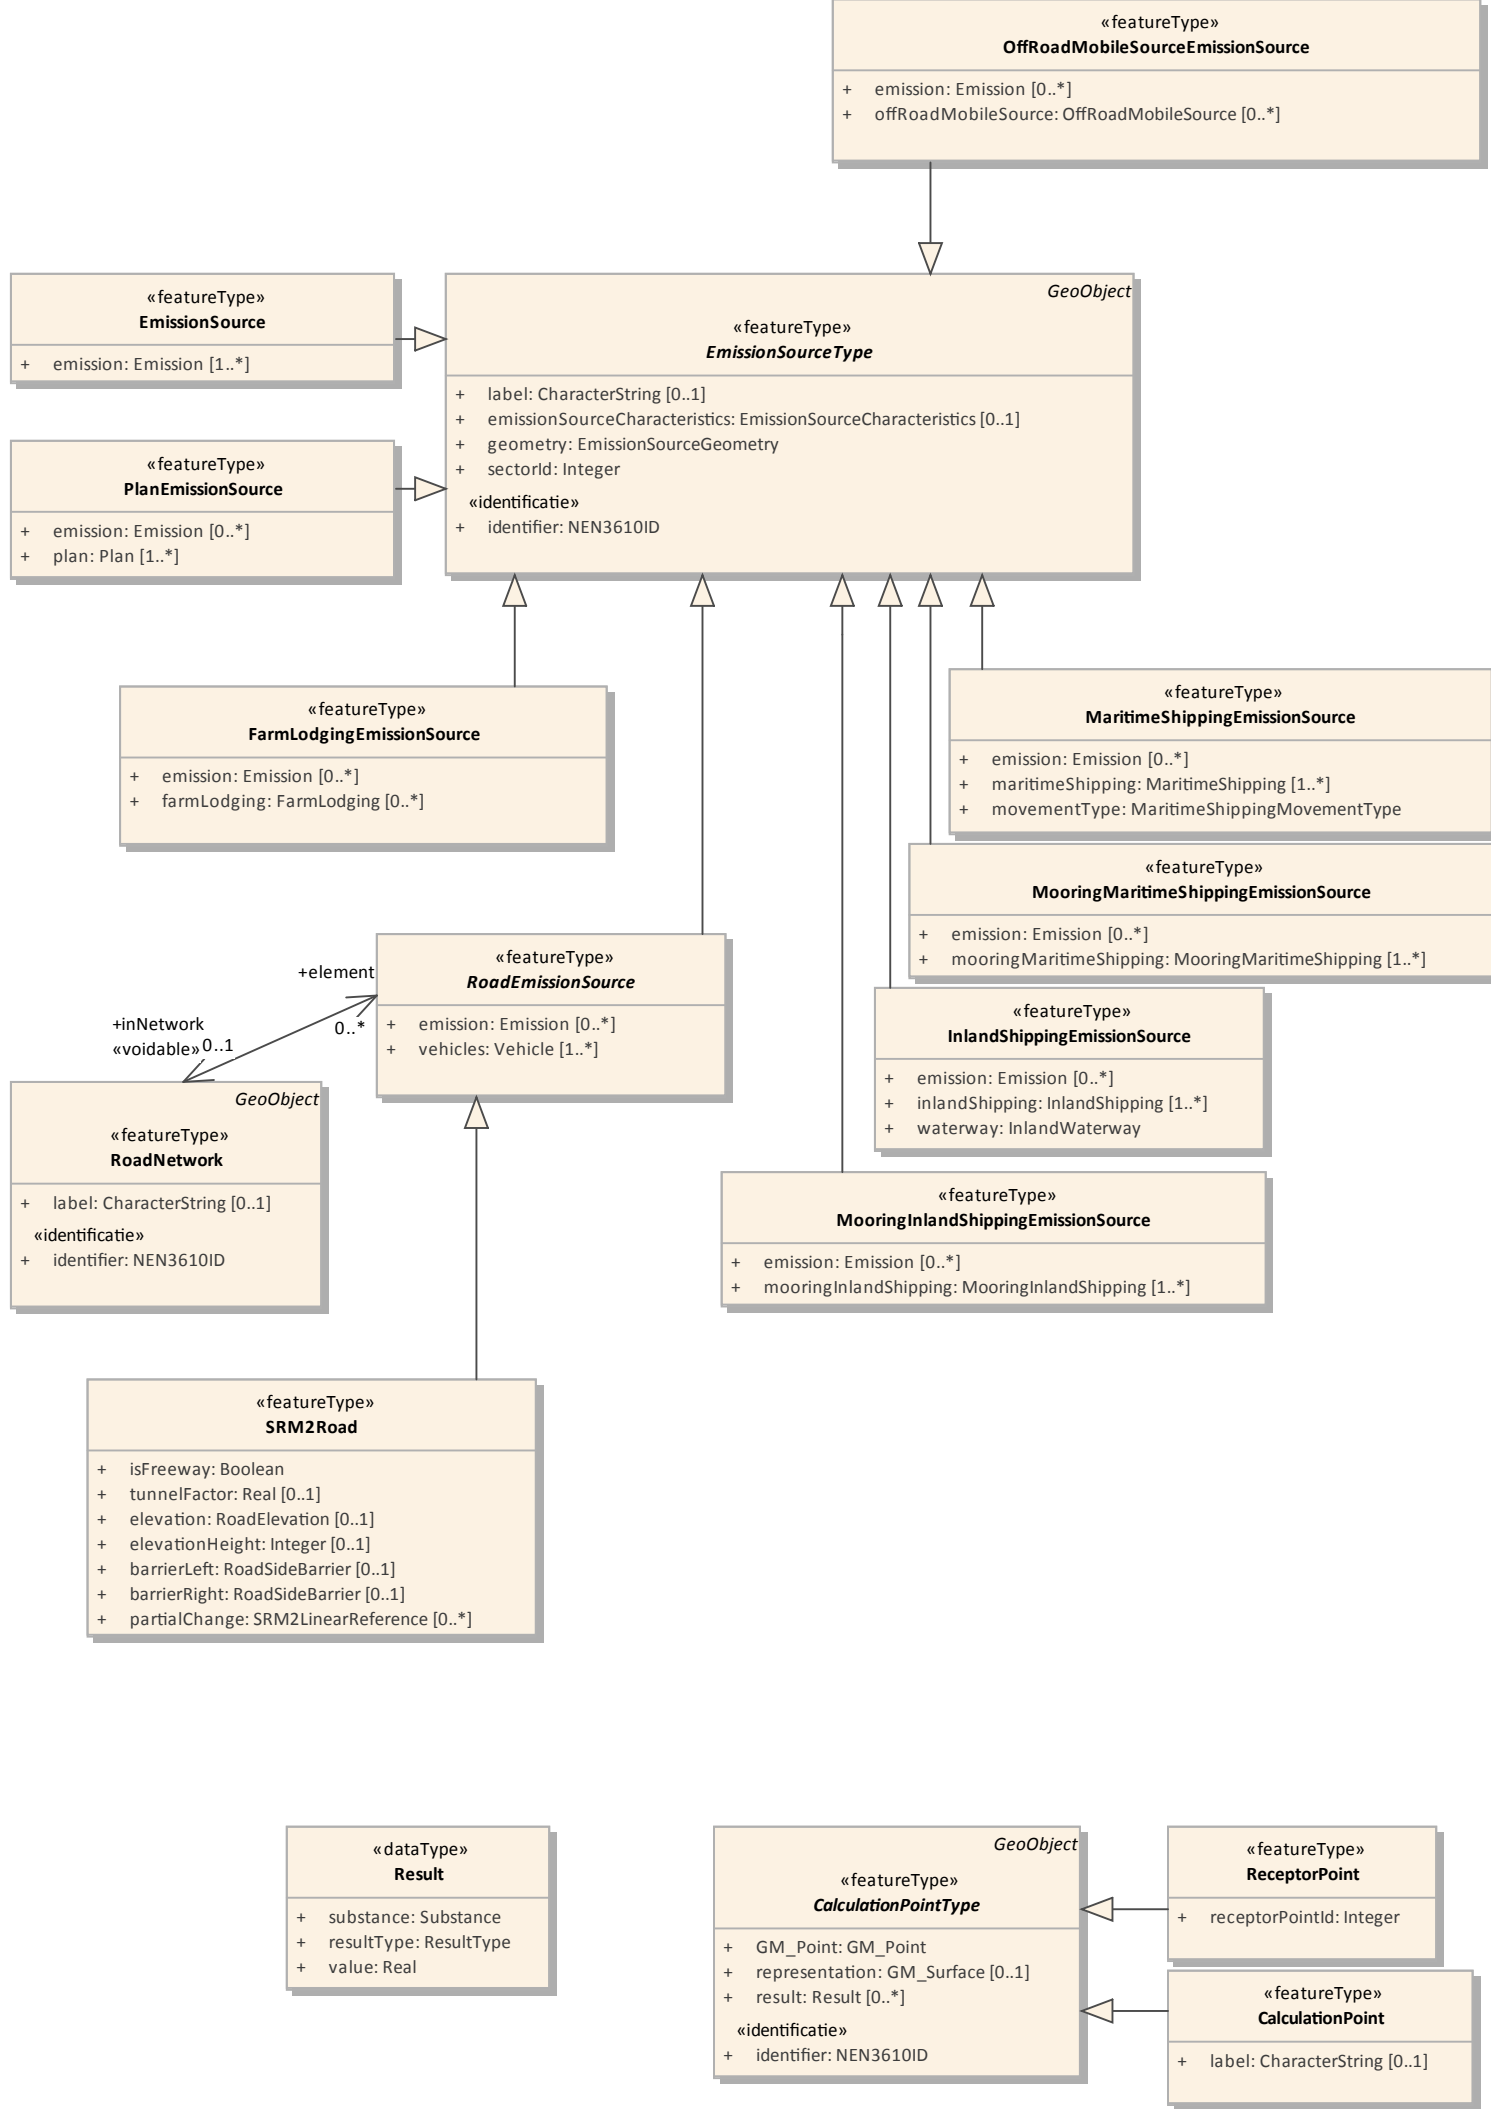 «featureType»
OffRoadMobileSourceEmissionSource
+ emission: Emission [0..*]
+ offRoadMobileSource: OffRoadMobileSource [0..*]
«featureType»
EmissionSource
+ emission: Emission [1..*]
GeoObject
«featureType»
EmissionSourceType
+ label: CharacterString [0..1]
+ emissionSourceCharacteristics: EmissionSourceCharacteristics [0..1]
+ geometry: EmissionSourceGeometry
+ sectorId: Integer
«identificatie»
+ identifier: NEN3610ID
«featureType»
PlanEmissionSource
+ emission: Emission [0..*]
+ plan: Plan [1..*]
«featureType»
FarmLodgingEmissionSource
+ emission: Emission [0..*]
+ farmLodging: FarmLodging [0..*]
«featureType»
MaritimeShippingEmissionSource
+ emission: Emission [0..*]
+ maritimeShipping: MaritimeShipping [1..*]
+ movementType: MaritimeShippingMovementType
«featureType»
MooringMaritimeShippingEmissionSource
+ emission: Emission [0..*]
+ mooringMaritimeShipping: MooringMaritimeShipping [1..*]
«featureType»
RoadEmissionSource
+ emission: Emission [0..*]
+ vehicles: Vehicle [1..*]
+element
0..*
+inNetwork
«voidable» 0..1
«featureType»
InlandShippingEmissionSource
+ emission: Emission [0..*]
+ inlandShipping: InlandShipping [1..*]
+ waterway: InlandWaterway
GeoObject
«featureType»
RoadNetwork
+ label: CharacterString [0..1]
«identificatie»
+ identifier: NEN3610ID
«featureType»
MooringInlandShippingEmissionSource
+ emission: Emission [0..*]
+ mooringInlandShipping: MooringInlandShipping [1..*]
«featureType»
SRM2Road
+ isFreeway: Boolean
+ tunnelFactor: Real [0..1]
+ elevation: RoadElevation [0..1]
+ elevationHeight: Integer [0..1]
+ barrierLeft: RoadSideBarrier [0..1]
+ barrierRight: RoadSideBarrier [0..1]
+ partialChange: SRM2LinearReference [0..*]
«dataType»
Result
+ substance: Substance
+ resultType: ResultType
+ value: Real
GeoObject
«featureType»
CalculationPointType
+ GM_Point: GM_Point
+ representation: GM_Surface [0..1]
+ result: Result [0..*]
«identificatie»
+ identifier: NEN3610ID
«featureType»
ReceptorPoint
+ receptorPointId: Integer
«featureType»
CalculationPoint
+ label: CharacterString [0..1]